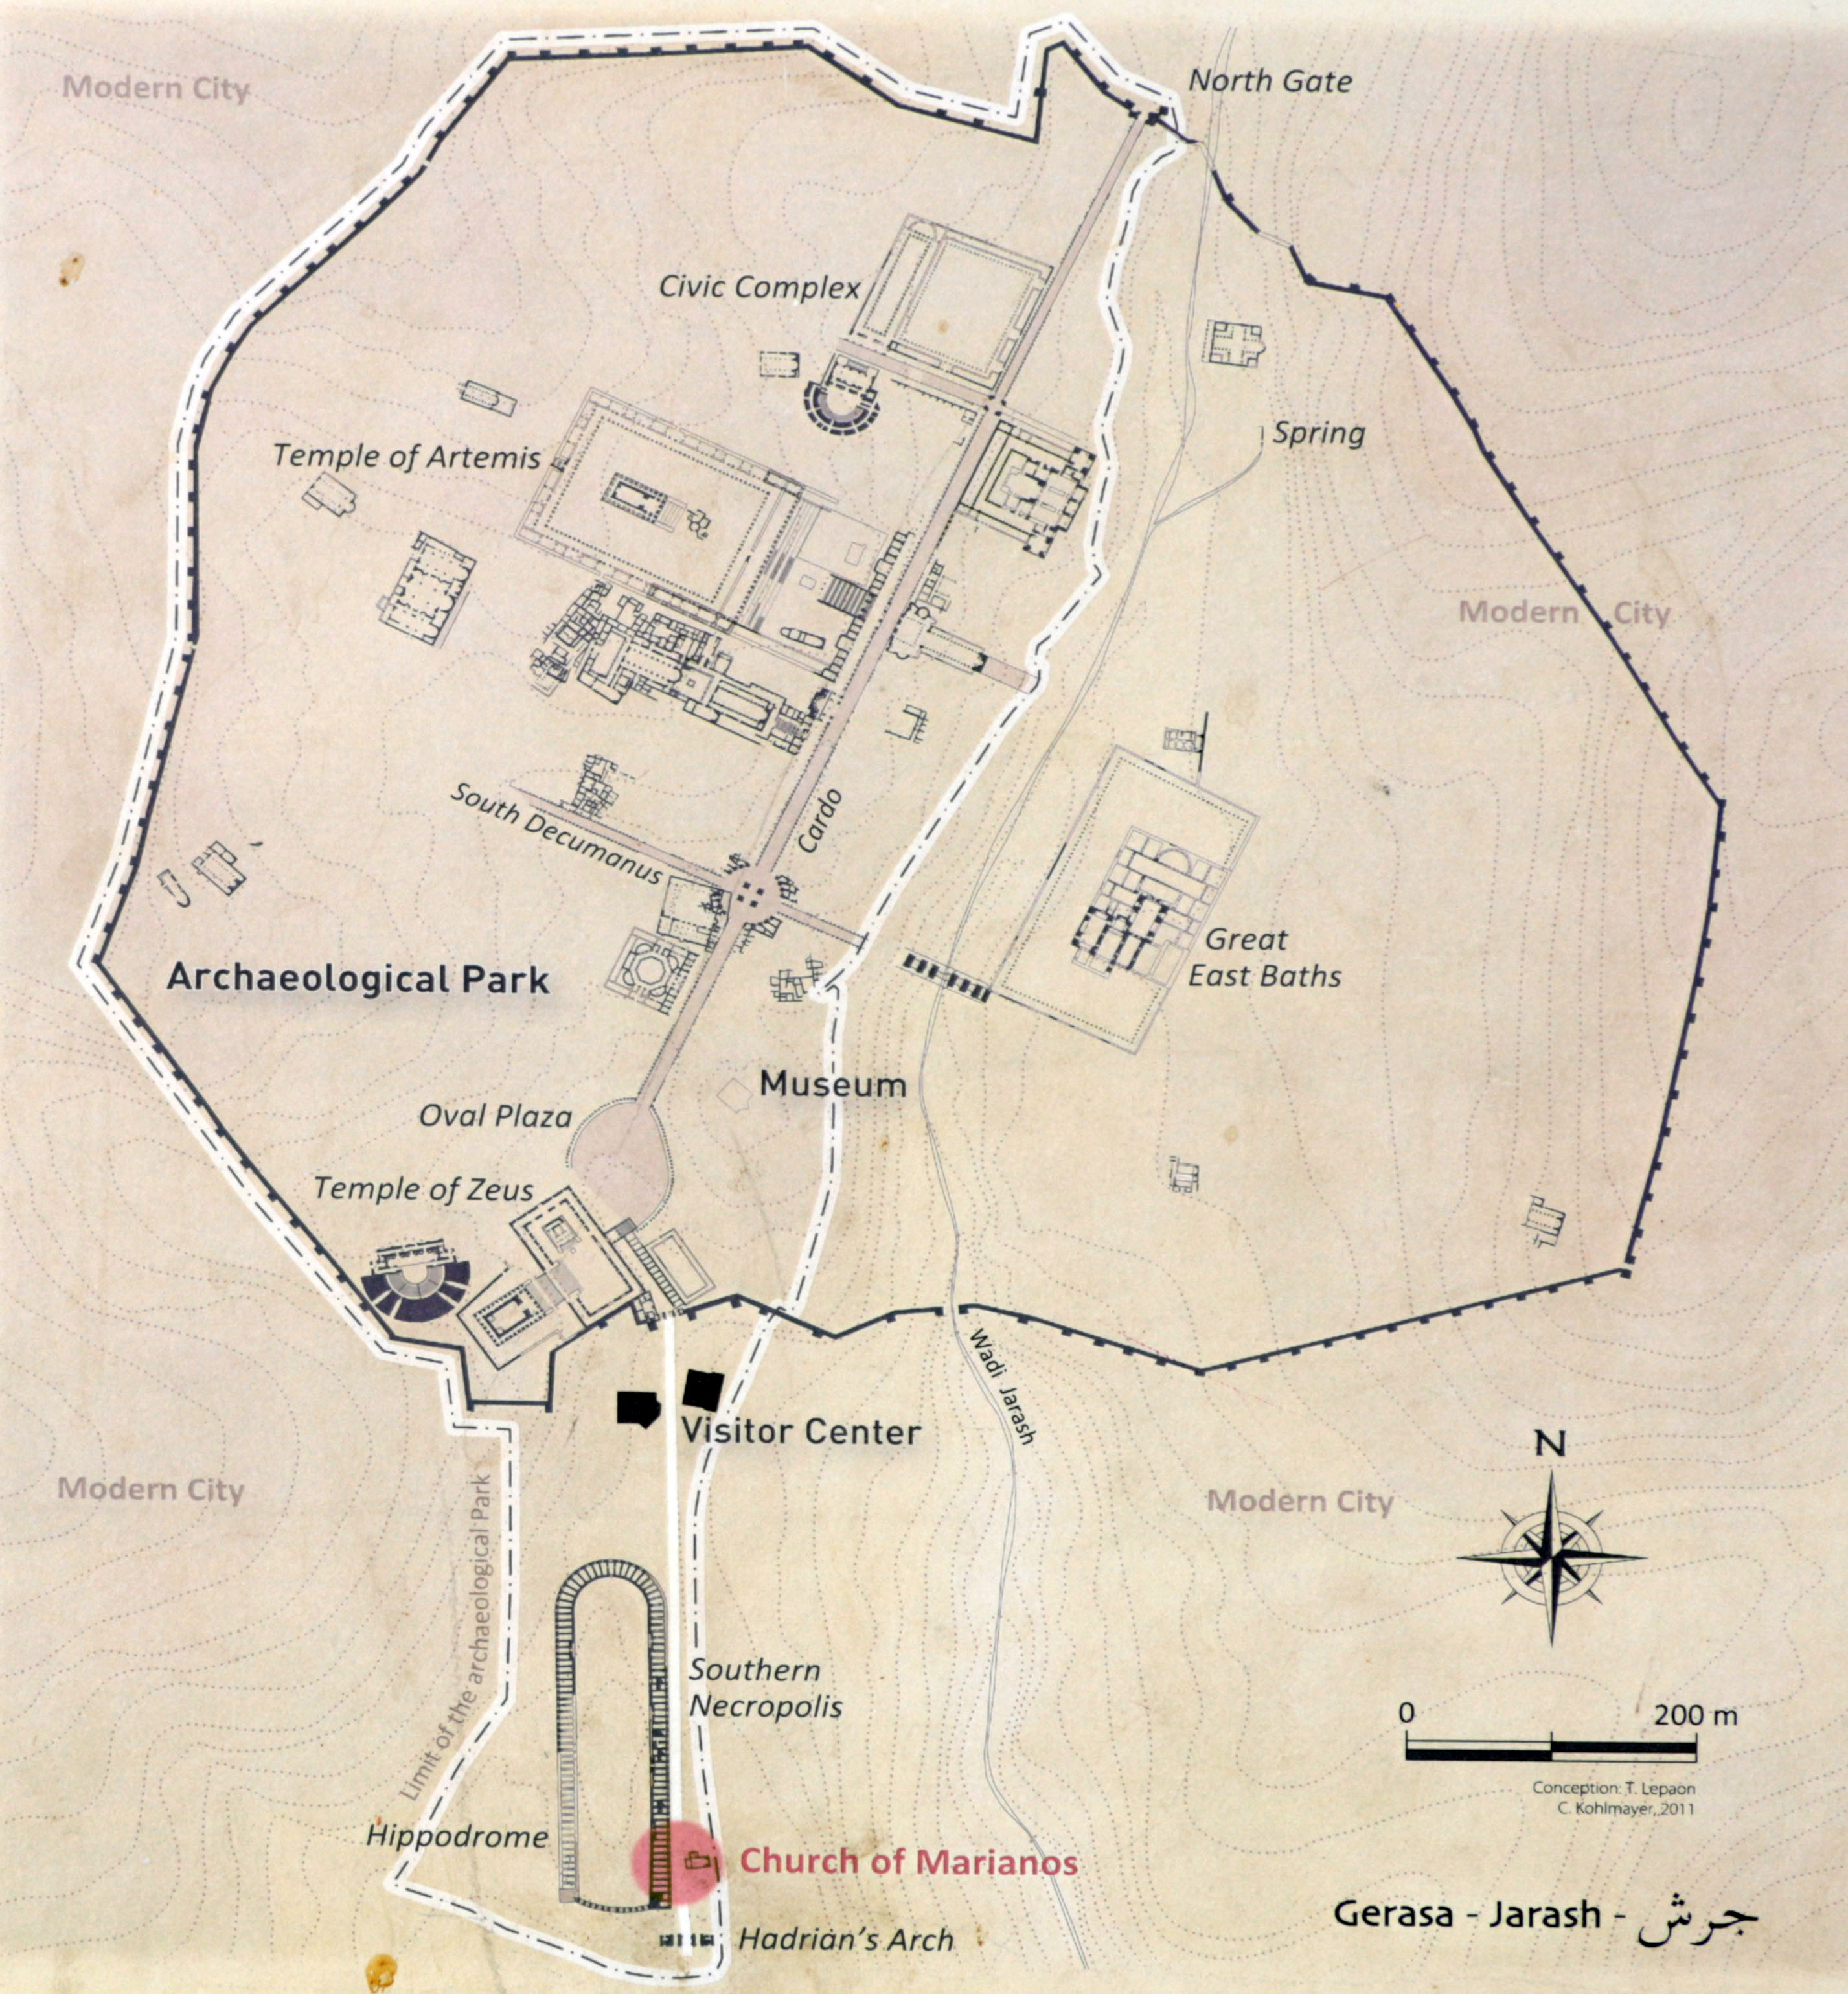 Modern City
North Gate
Civic Complex
Spring
Temple of Artemis
Modern City
Cardo
South Decumanus
Great
East Baths
Archaeological Park
Museum
Oval Plaza
Temple of Zeus
Wadi Jarash
Visitor Center
N
Modern City
Modern City
Limit of the archaeological Park
Southern
Necropolis
0 200 m
Conception: T. Lepaon
C. Kohlmayer, 2011
Hippodrome
Church of Marianos
Gerasa - Jarash - جرش
Hadrian's Arch